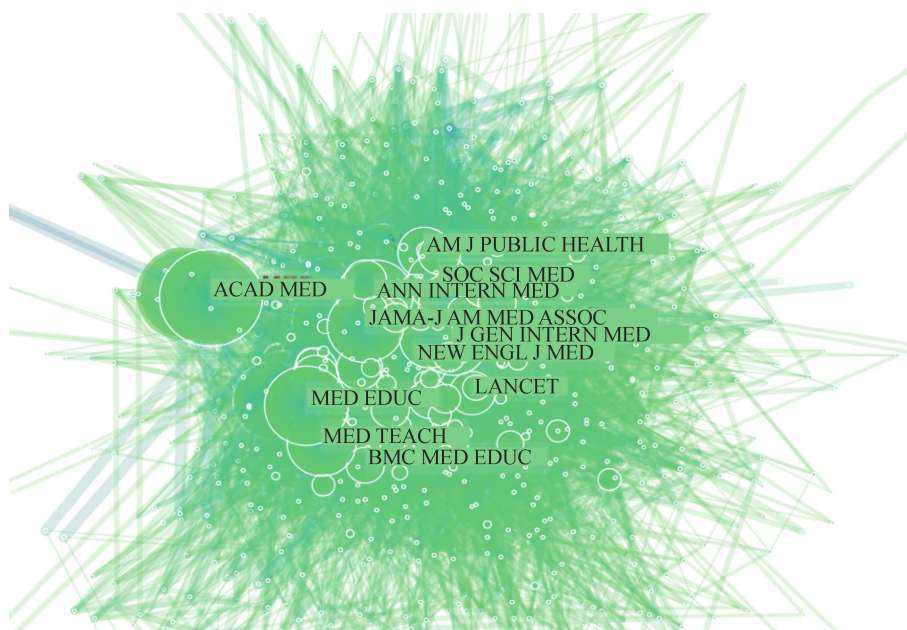 AM J PUBLIC HEALTH
SOC SCI MED
ACAD MED
ANN INTERN MED
JAMA-J AM MED ASSOC
J GEN INTERN MED
NEW ENGL J MED
LANCET
MED EDUC
MED TEACH
BMC MED EDUC